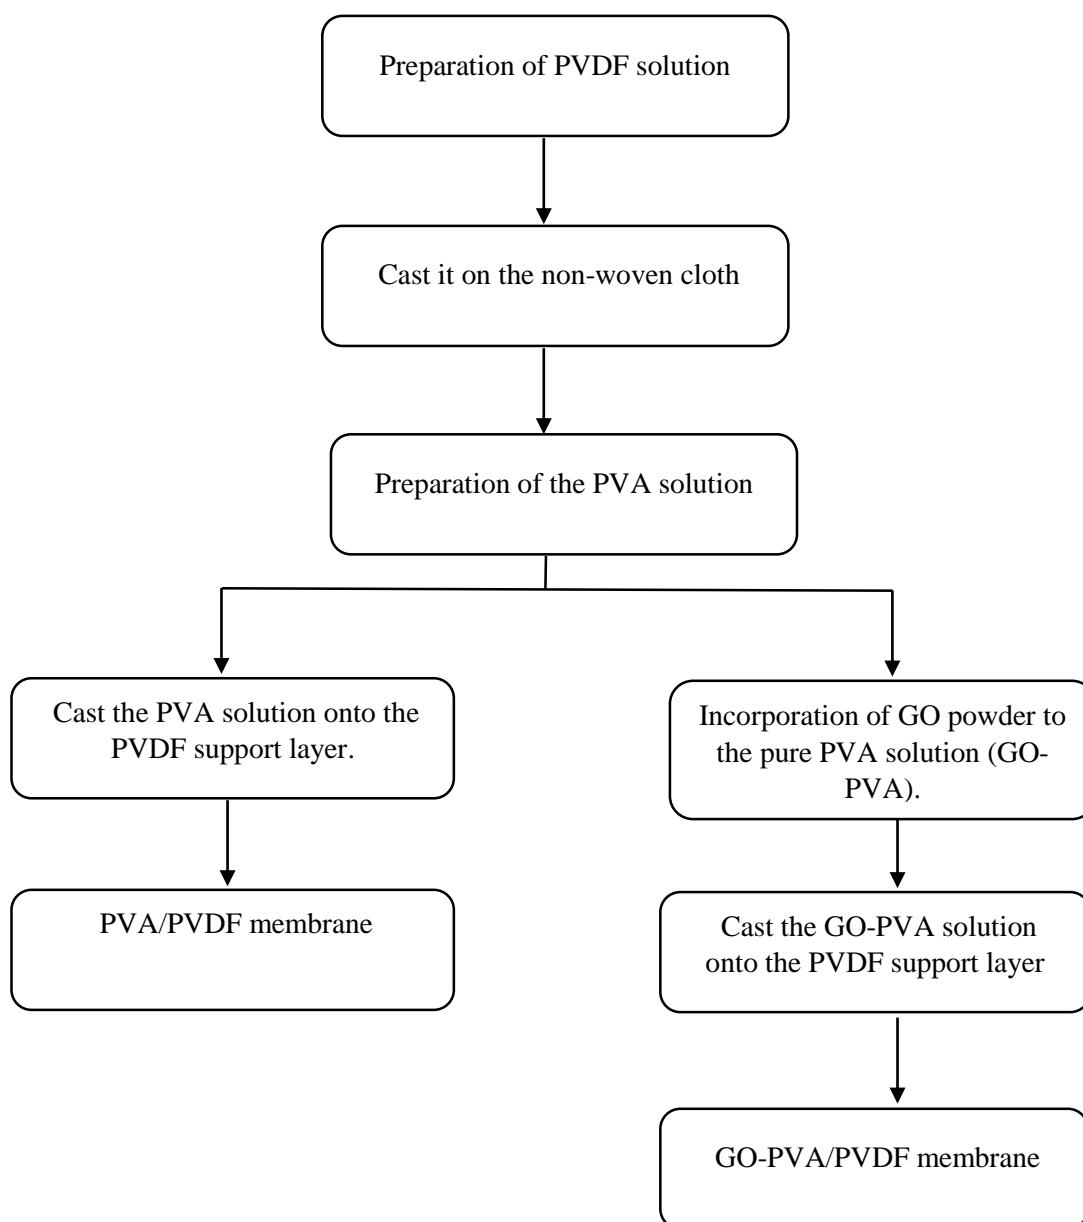 Preparation of PVDF solution
Cast it on the non-woven cloth
Preparation of the PVA solution
Cast the PVA solution onto the
PVDF support layer.
PVA/PVDF membrane
Incorporation of GO powder to
the pure PVA solution (GO-
PVA).
Cast the GO-PVA solution
onto the PVDF support layer
GO-PVA/PVDF membrane